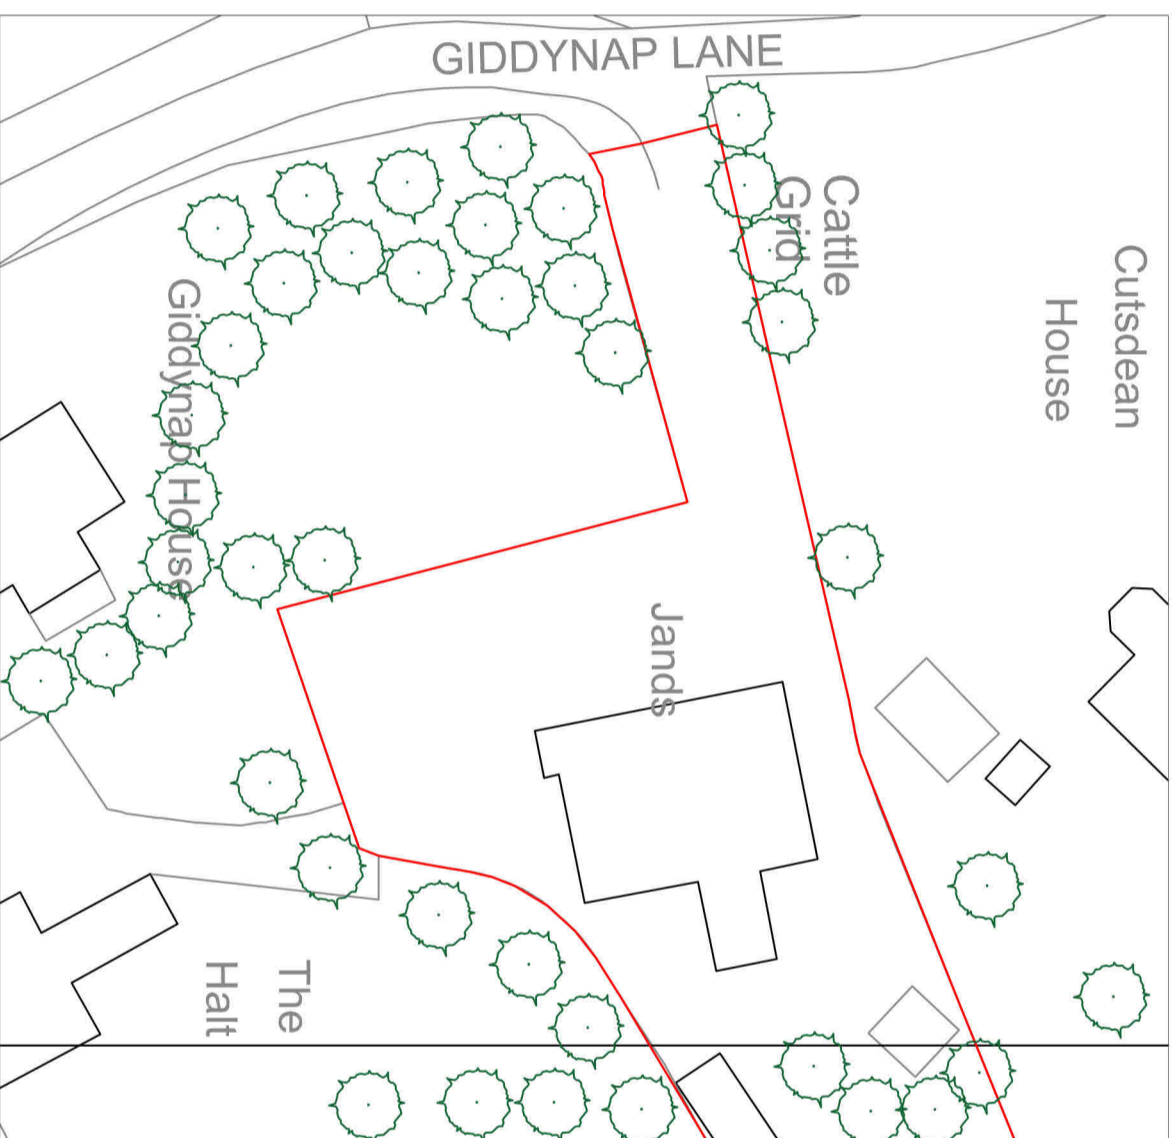 GIDDYNAP LANE
Cattle
Grid
Cutsdean
House
Giddynap House
Jands
The
Halt